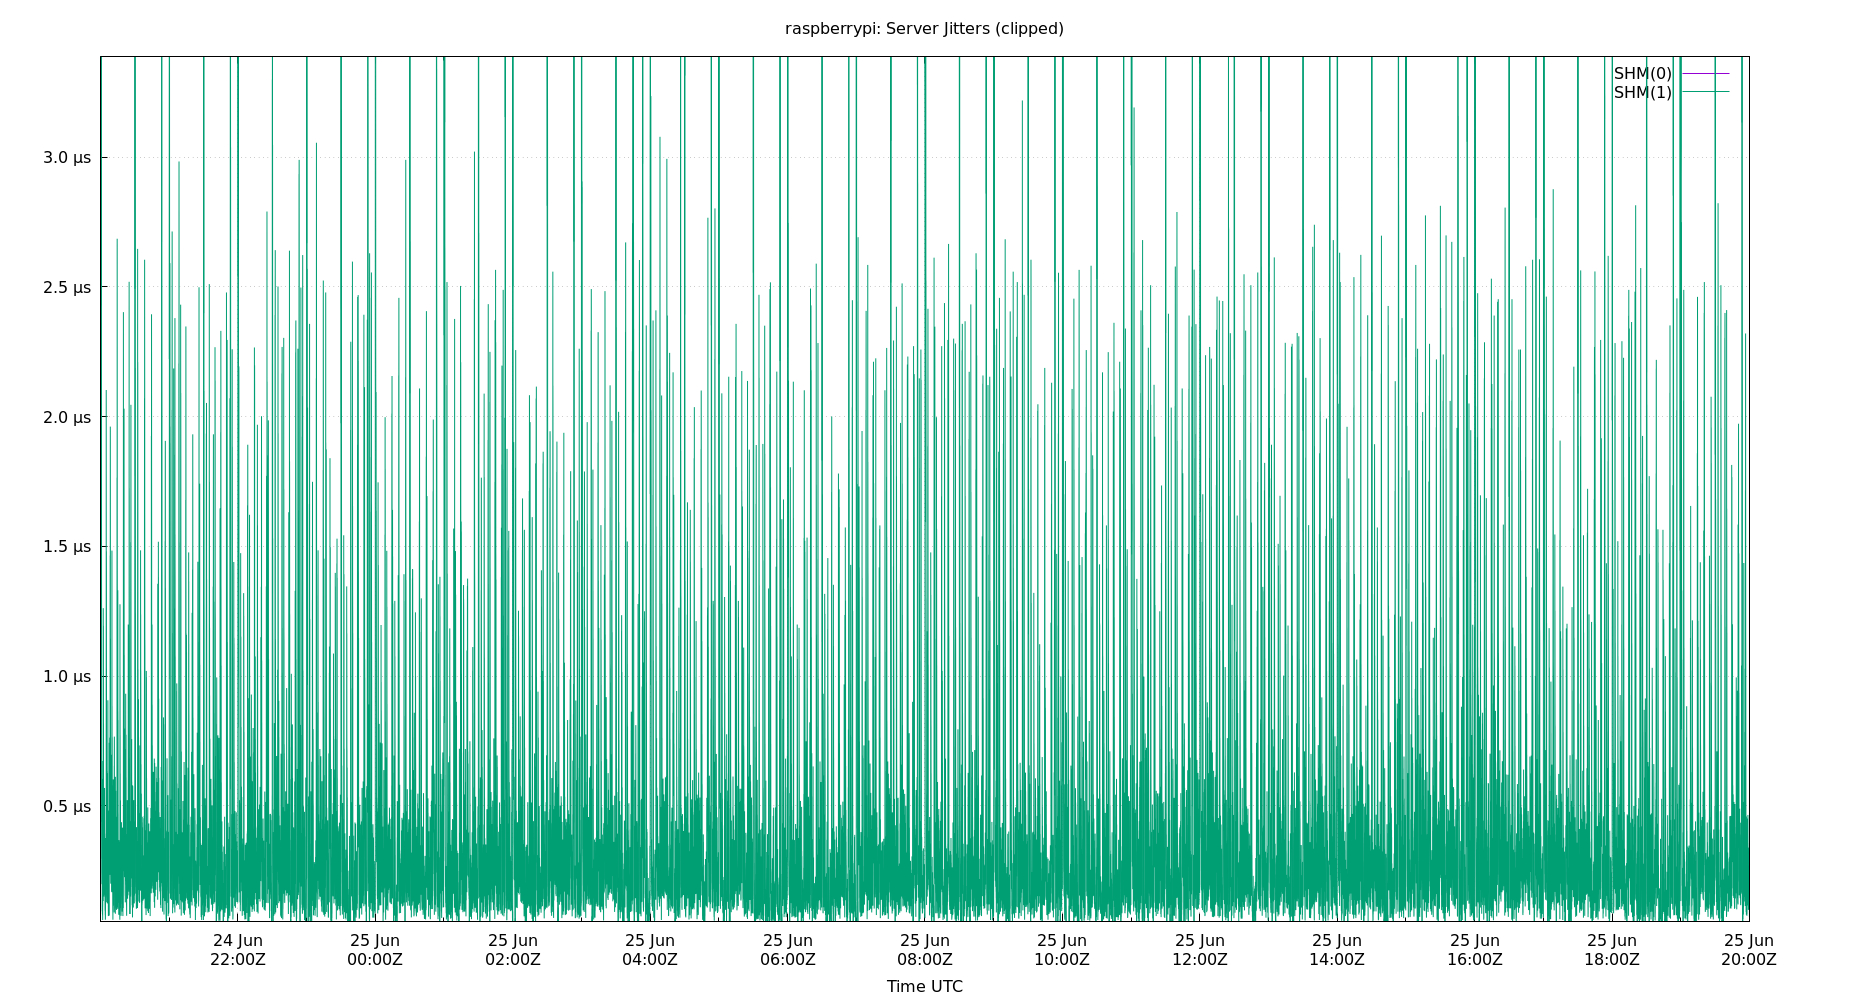 raspberrypi: Server Jitters (clipped)
SHM(0)
SHM(1)
3.0 μs
2.5 μs
2.0 μs
1.5 μs
1.0 μs
0.5 μs
24 Jun 25 Jun 25 Jun 25 Jun 25 Jun 25 Jun 25 Jun 25 Jun 25 Jun 25 Jun 25 Jun 25 Jun
22:00Z 00:00Z 02:00Z 04:00Z 06:00Z 08:00Z 10:00Z 12:00Z 14:00Z 16:00Z 18:00Z 20:00Z
Time UTC